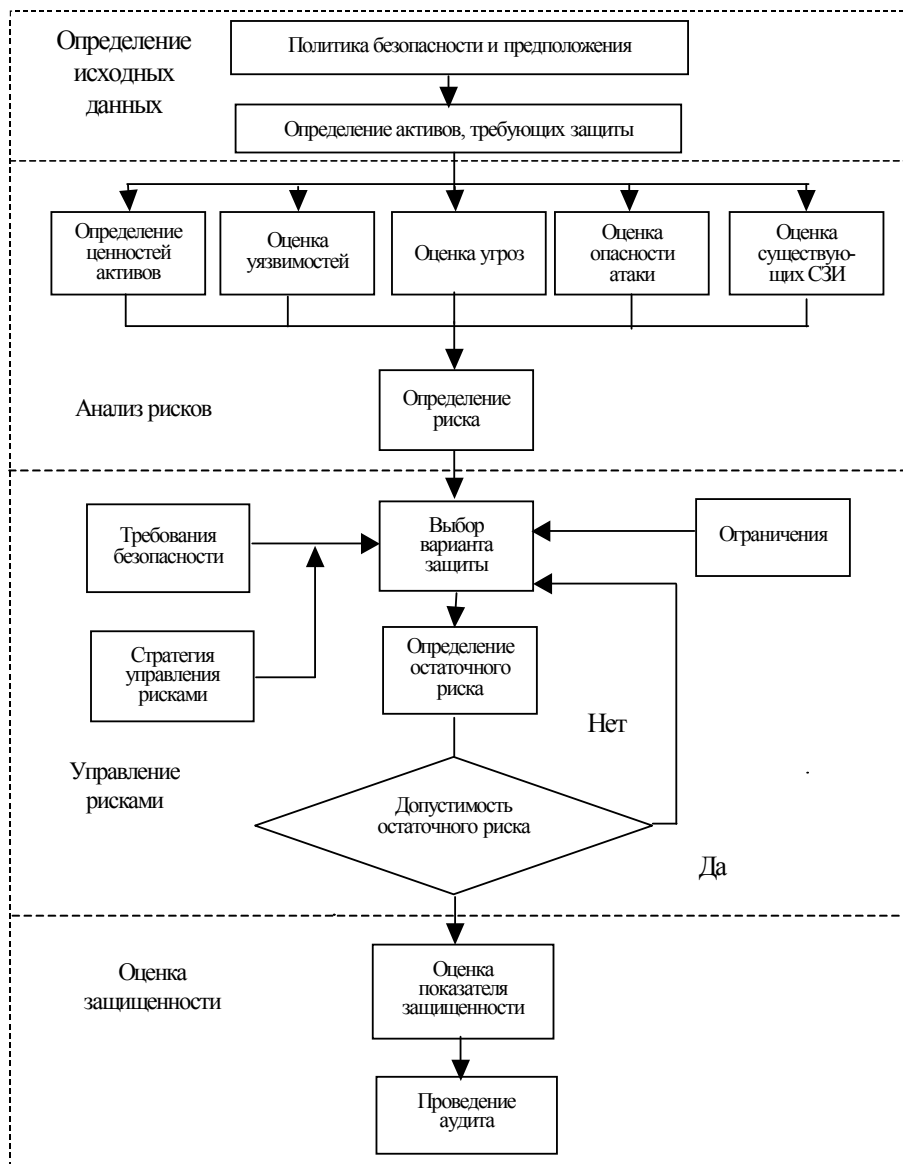 Определение
исходных
данных
Политика безопасности и предположения
Определение активов, требующих защиты
Определение
ценностей
активов
Оценка
уязвимостей
Оценка угроз
Оценка
опасности
атаки
Оценка
существую-
щих СЗИ
Анализ рисков
Определение
риска
Требования
безопасности
Выбор
варианта
защиты
Ограничения
Стратегия
управления
рисками
Определение
остаточного
риска
Нет
Управление
рисками
Допустимость
остаточного риска
Да
Оценка
защищенности
Оценка
показателя
защищенности
Проведение
аудита